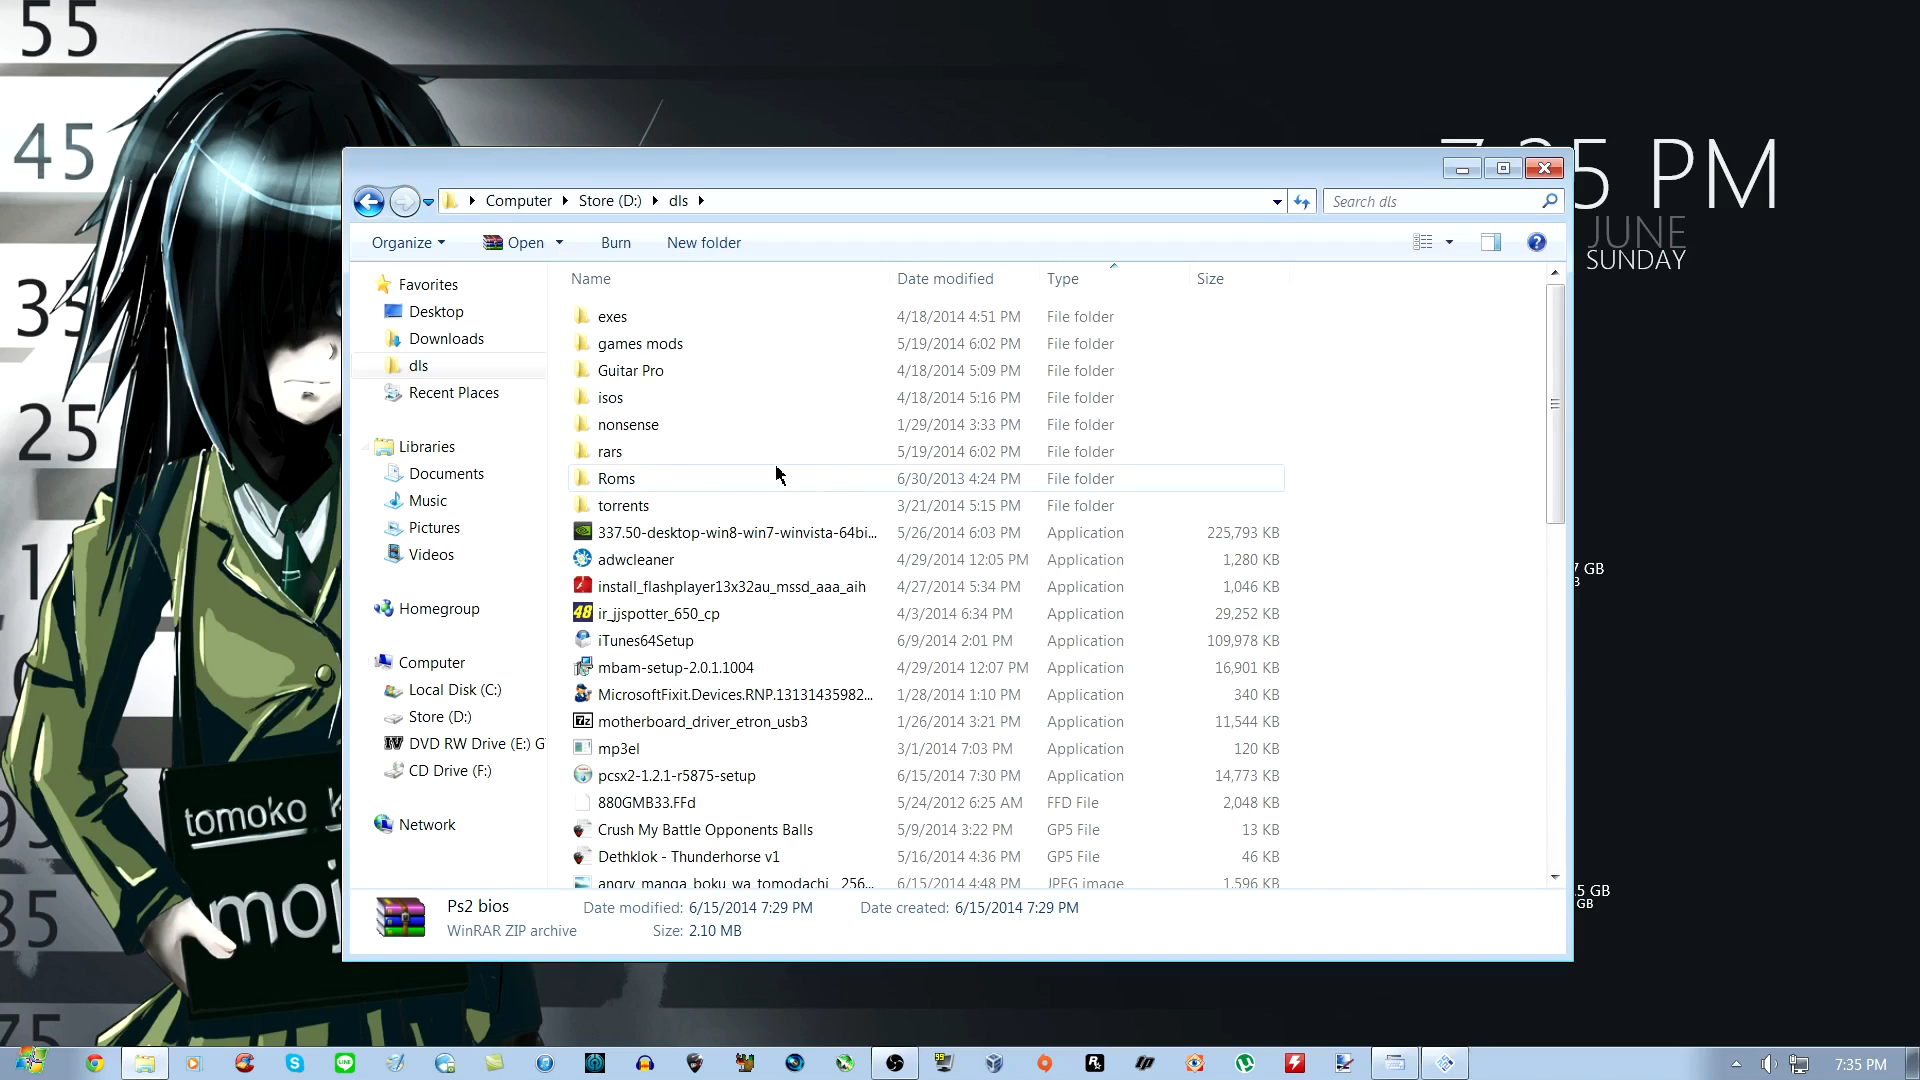 55
45
35
25
85
75
tomoko
moj
7:35 PM
JUNE
SUNDAY
Computer
Store (D:)
dls
Search dls
Organize
Open
Burn
New folder
Favorites
Desktop
Downloads
dls
Recent Places
Libraries
Documents
Music
Pictures
Videos
Homegroup
Computer
Local Disk (C:)
Store (D:)
DVD RW Drive (E:) G
CD Drive (F:)
Network
Name Date modified Type Size
exes 4/18/2014 4:51 PM File folder
games mods 5/19/2014 6:02 PM File folder
Guitar Pro 4/18/2014 5:09 PM File folder
isos 4/18/2014 5:16 PM File folder
nonsense 1/29/2014 3:33 PM File folder
rars 5/19/2014 6:02 PM File folder
Roms 6/30/2013 4:24 PM File folder
torrents 3/21/2014 5:15 PM File folder
337.50-desktop-win8-win7-winvista-64bi... 5/26/2014 6:03 PM Application 225,793 KB
adwcleaner 4/29/2014 12:05 PM Application 1,280 KB
install_flashplayer13x32au_mssd_aaa_aih 4/27/2014 5:34 PM Application 1,046 KB
48 ir_jjspotter_650_cp 4/3/2014 6:34 PM Application 29,252 KB
iTunes64Setup 6/9/2014 2:01 PM Application 109,978 KB
mbam-setup-2.0.1.1004 4/29/2014 12:07 PM Application 16,901 KB
MicrosoftFixit.Devices.RNP.13131435982... 1/28/2014 1:10 PM Application 340 KB
7z motherboard_driver_etron_usb3 1/26/2014 3:21 PM Application 11,544 KB
mp3el 3/1/2014 7:03 PM Application 120 KB
pcsx2-1.2.1-r5875-setup 6/15/2014 7:30 PM Application 14,773 KB
880GMB33.FFd 5/24/2012 6:25 AM FFD File 2,048 KB
Crush My Battle Opponents Balls 5/9/2014 3:22 PM GP5 File 13 KB
Dethklok - Thunderhorse v1 5/16/2014 4:36 PM GP5 File 46 KB
angry_manga_boku_wa_tomodachi__256... 6/15/2014 4:48 PM JPEG image 1,596 KB
Ps2 bios Date modified: 6/15/2014 7:29 PM Date created: 6/15/2014 7:29 PM
WinRAR ZIP archive Size: 2.10 MB
7 GB
5 GB
GB
7:35 PM